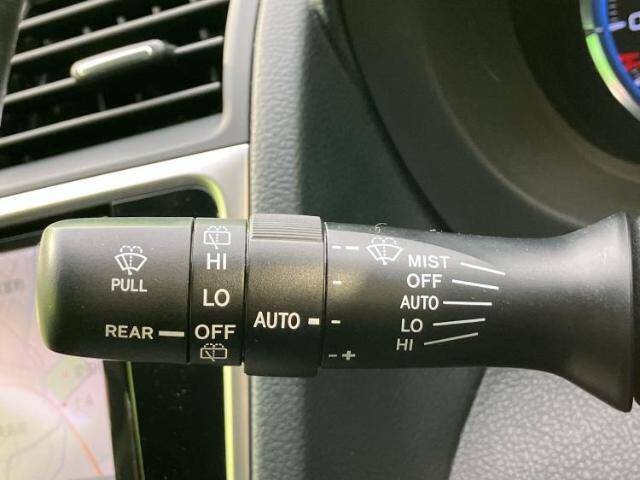 PULL
REAR
HI
LO
OFF
AUTO
- -
-
-
- +
MIST
OFF
AUTO
LO
HI